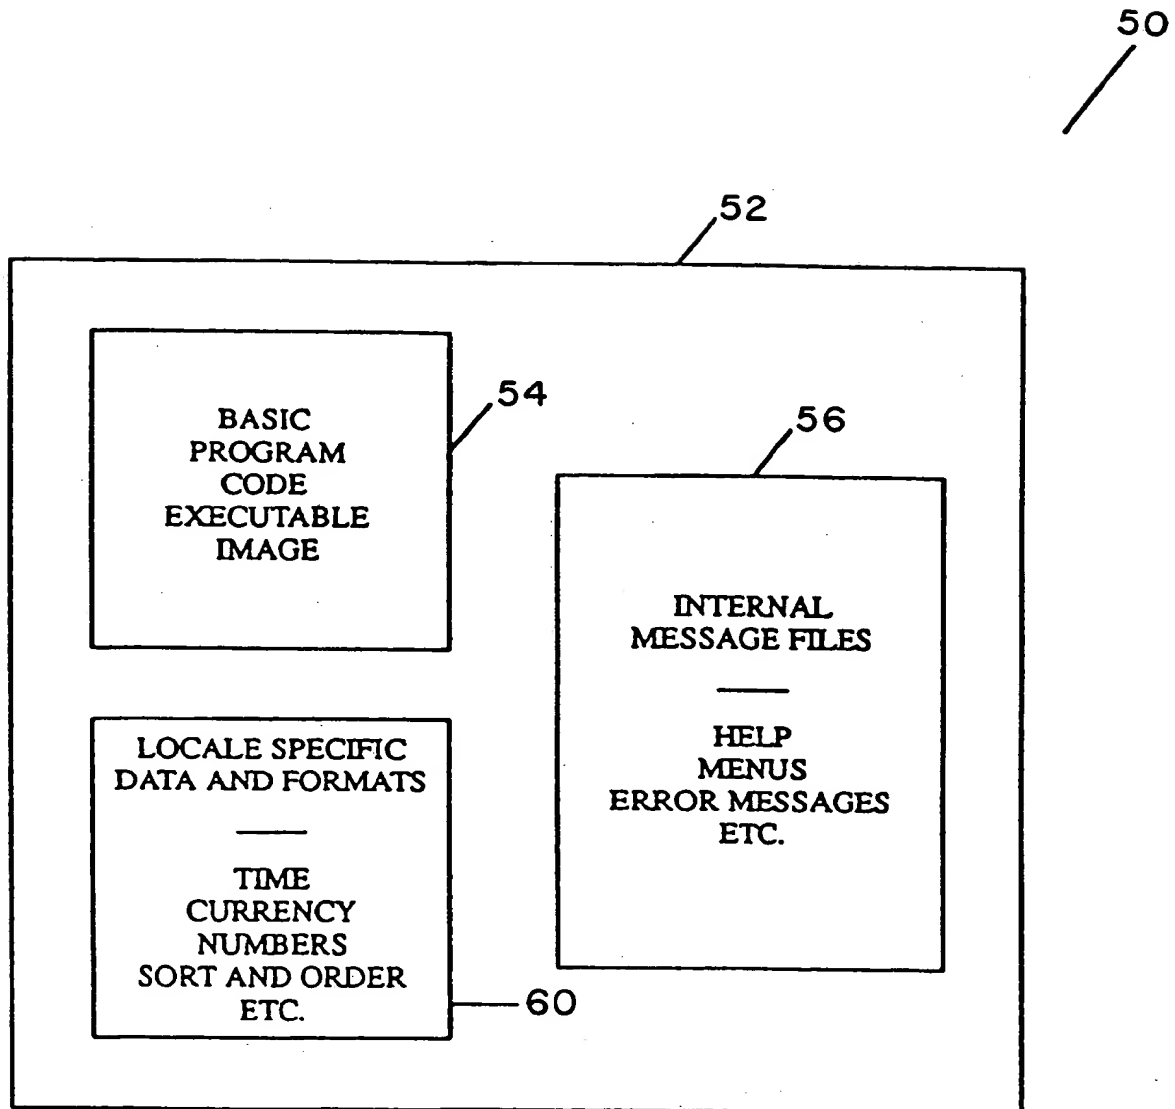 50
52
BASIC
PROGRAM
CODE
EXECUTABLE
IMAGE
54
56
INTERNAL
MESSAGE FILES
HELP
MENUS
ERROR MESSAGES
ETC.
LOCALE SPECIFIC
DATA AND FORMATS
TIME
CURRENCY
NUMBERS
SORT AND ORDER
ETC.
60